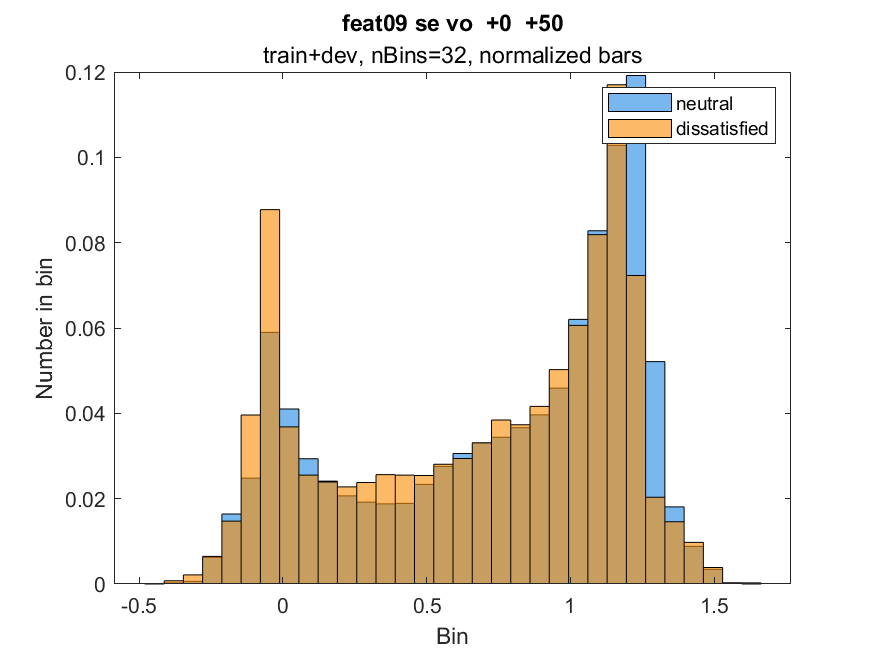 feat09 se vo  +0  +50
train+dev, nBins=32, normalized bars
0.12
0.1
0.08
0.06
0.04
0.02
0
Number in bin
neutral
dissatisfied
-0.5
0
0.5
1
1.5
Bin